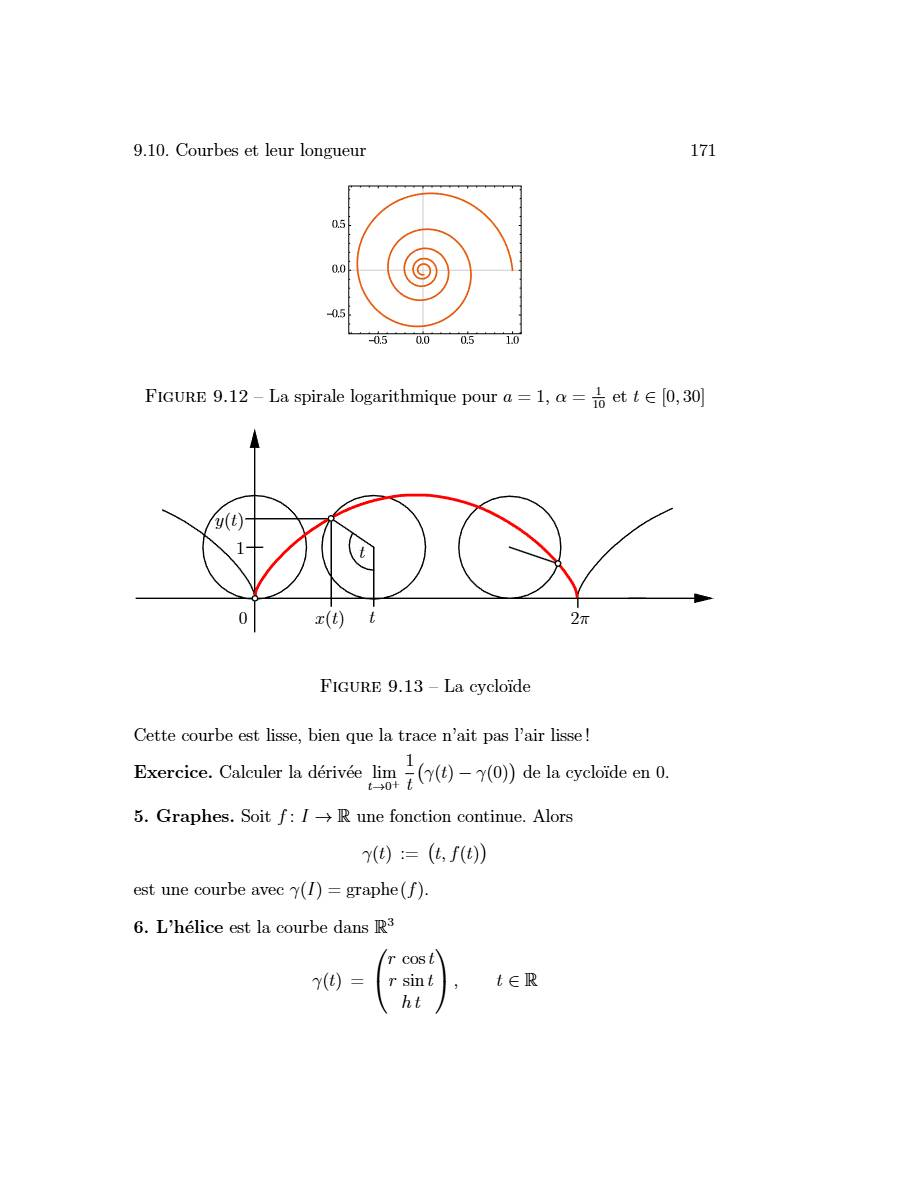 9.10. Courbes et leur longueur 171
0.5
0.0
−0.5
−0.5 0.0 0.5 1.0
FIGURE 9.12 – La spirale logarithmique pour a = 1, α = 1/10 et t ∈ [0, 30]
y(t)
1
t
0 x(t) t 2π
FIGURE 9.13 – La cycloïde
Cette courbe est lisse, bien que la trace n'ait pas l'air lisse !
Exercice. Calculer la dérivée lim t→0⁺ 1/t (γ(t) − γ(0)) de la cycloïde en 0.
5. Graphes. Soit f : I → ℝ une fonction continue. Alors
γ(t) := (t, f(t))
est une courbe avec γ(I) = graphe (f).
6. L'hélice est la courbe dans ℝ³
r cos t
γ(t) = r sin t , t ∈ ℝ
h t